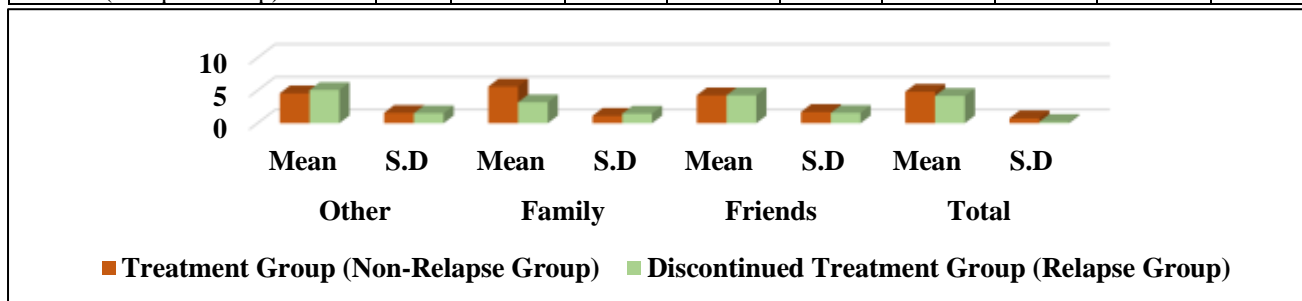 10
5
0
Mean S.D Mean S.D Mean S.D Mean S.D
Other Family Friends Total
Treatment Group (Non-Relapse Group) Discontinued Treatment Group (Relapse Group)